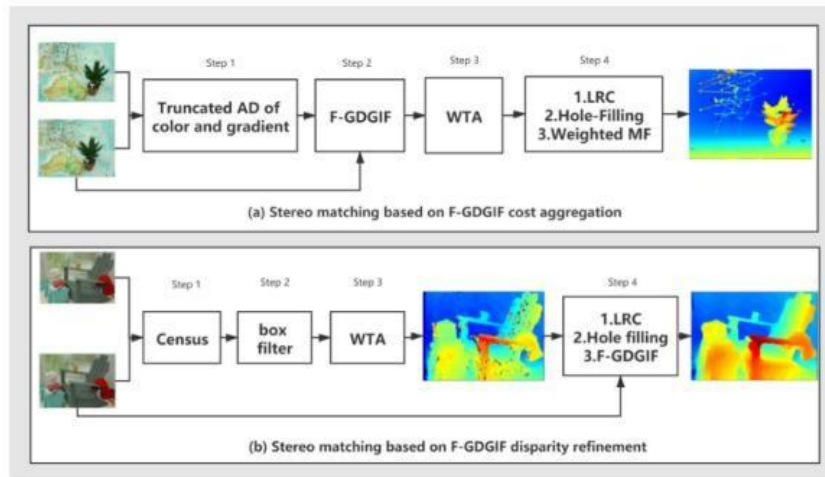 Step 1
Step 2
Step 3
Step 4
Truncated AD of
color and gradient
F-GDGIF
WTA
1.LRC
2.Hole-Filling
3.Weighted MF
(a) Stereo matching based on F-GDGIF cost aggregation
Step 1
Step 2
Step 3
Step 4
Census
box
filter
WTA
1.LRC
2.Hole filling
3.F-GDGIF
(b) Stereo matching based on F-GDGIF disparity refinement